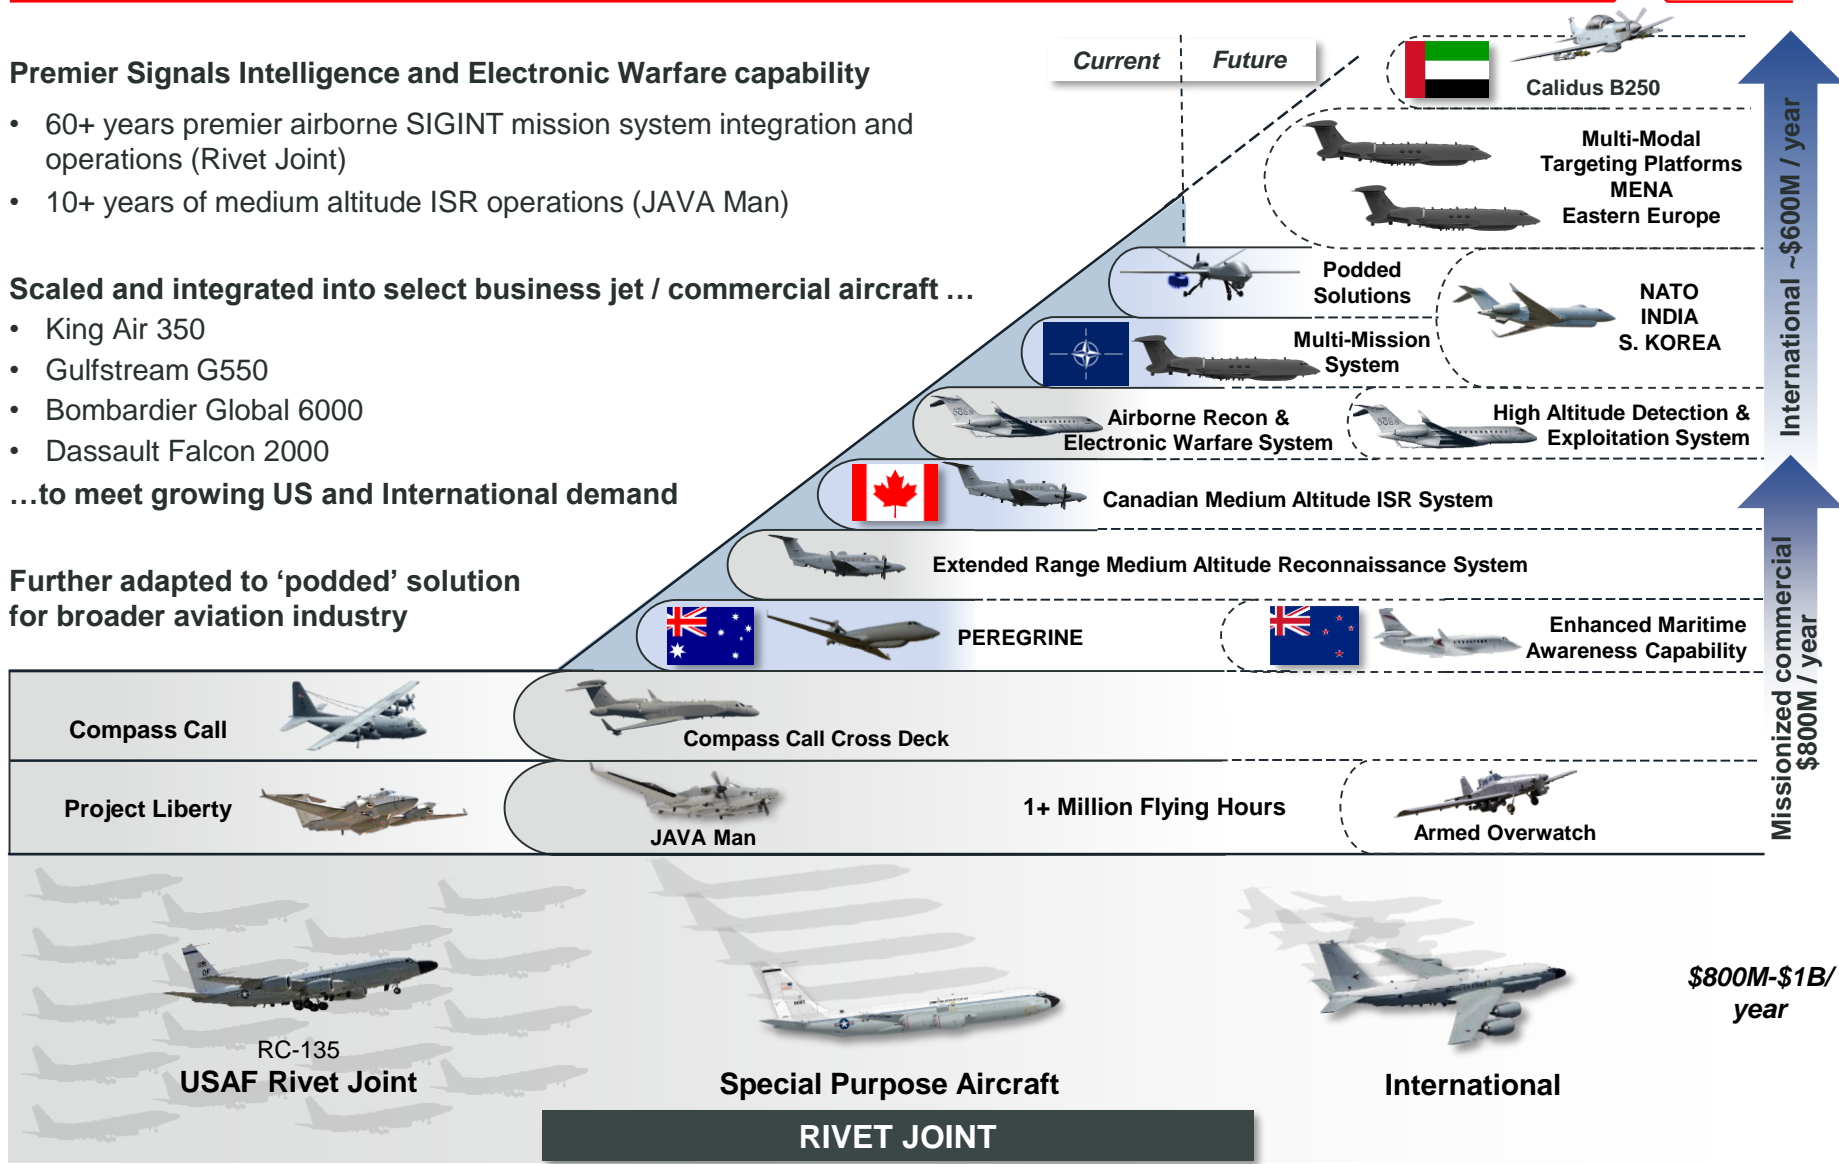 Premier Signals Intelligence and Electronic Warfare capability
• 60+ years premier airborne SIGINT mission system integration and
operations (Rivet Joint)
• 10+ years of medium altitude ISR operations (JAVA Man)
Scaled and integrated into select business jet / commercial aircraft …
• King Air 350
• Gulfstream G550
• Bombardier Global 6000
• Dassault Falcon 2000
…to meet growing US and International demand
Further adapted to ‘podded’ solution
for broader aviation industry
Current
Future
Calidus B250
Multi-Modal
Targeting Platforms
MENA
Eastern Europe
Podded
Solutions
NATO
INDIA
S. KOREA
Multi-Mission
System
Airborne Recon &
Electronic Warfare System
High Altitude Detection &
Exploitation System
Canadian Medium Altitude ISR System
Extended Range Medium Altitude Reconnaissance System
PEREGRINE
Enhanced Maritime
Awareness Capability
International ~$600M / year
Missionized commercial
$800M / year
Compass Call
Compass Call Cross Deck
Project Liberty
JAVA Man
1+ Million Flying Hours
Armed Overwatch
$800M-$1B/
year
RC-135
USAF Rivet Joint
Special Purpose Aircraft
International
RIVET JOINT